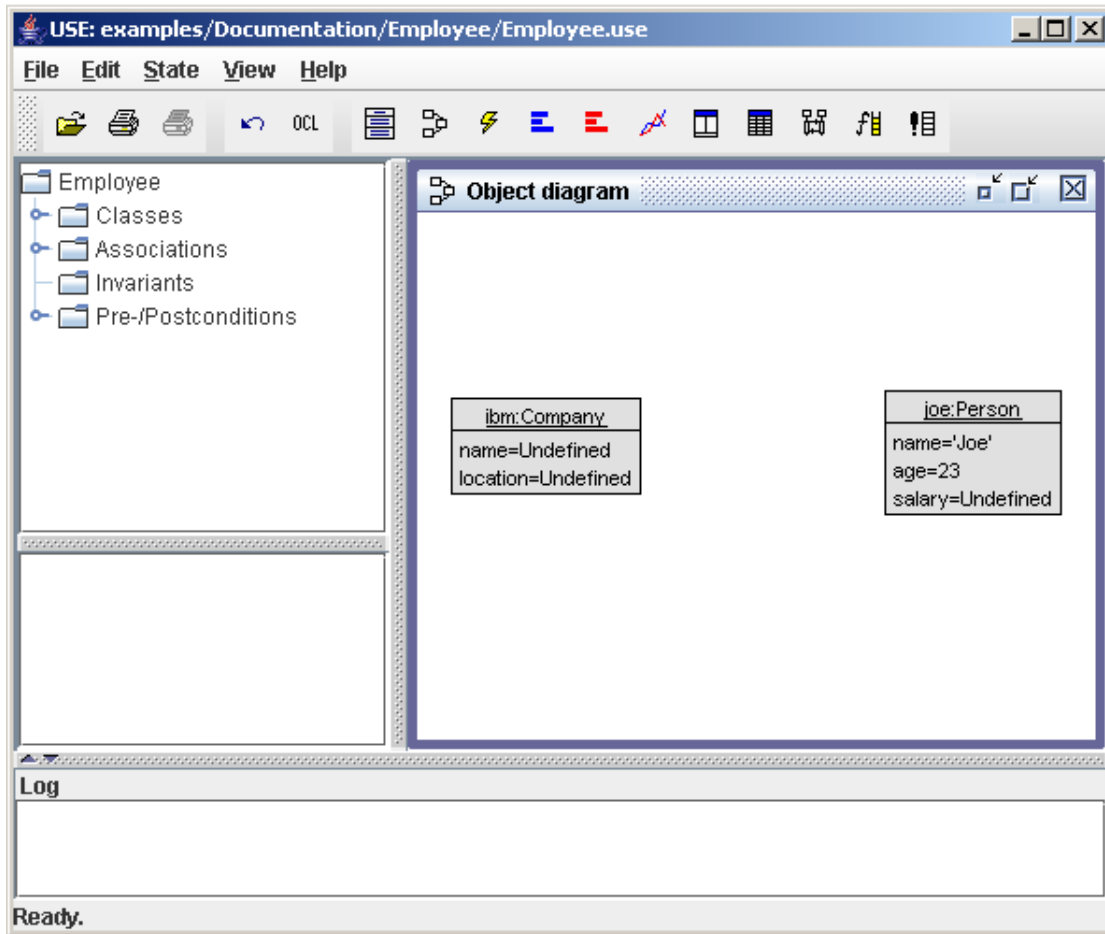 USE: examples/Documentation/Employee/Employee.use
File Edit State View Help
OCL
Employee
Classes
Associations
Invariants
Pre-/Postconditions
Object diagram
ibm:Company
name=Undefined
location=Undefined
joe:Person
name='Joe'
age=23
salary=Undefined
Log
Ready.